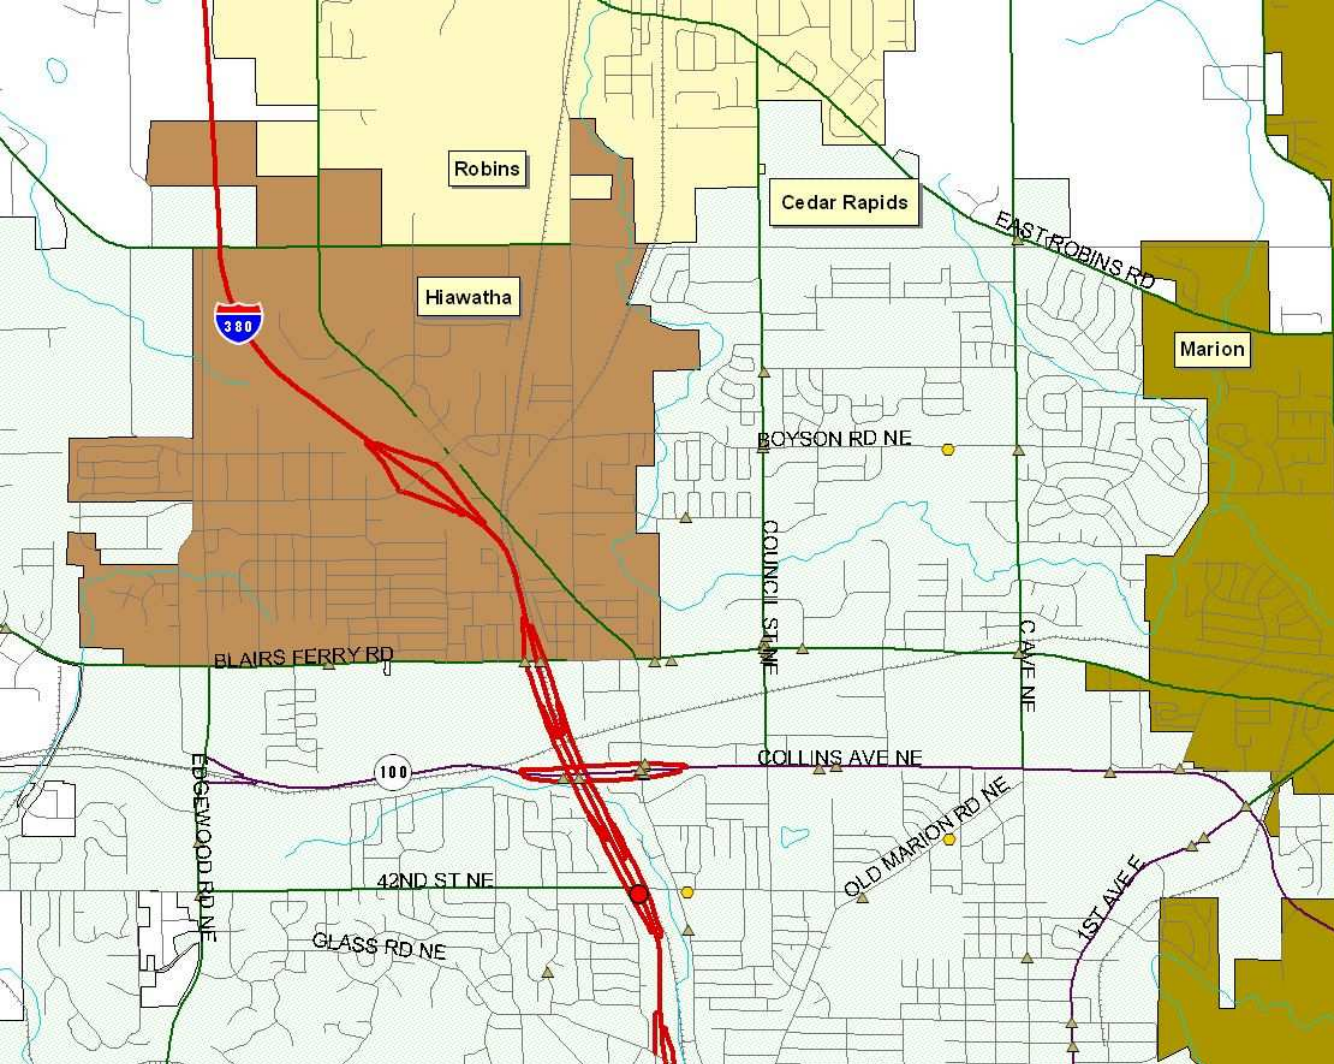 Robins
Cedar Rapids
EAST ROBINS RD
Hiawatha
380
Marion
BOYSON RD NE
COUNCIL ST NE
C AVE NE
BLAIRS FERRY RD
COLLINS AVE NE
100
EDGEWOOD RD NE
OLD MARION RD NE
42ND ST NE
1ST AVE E
GLASS RD NE